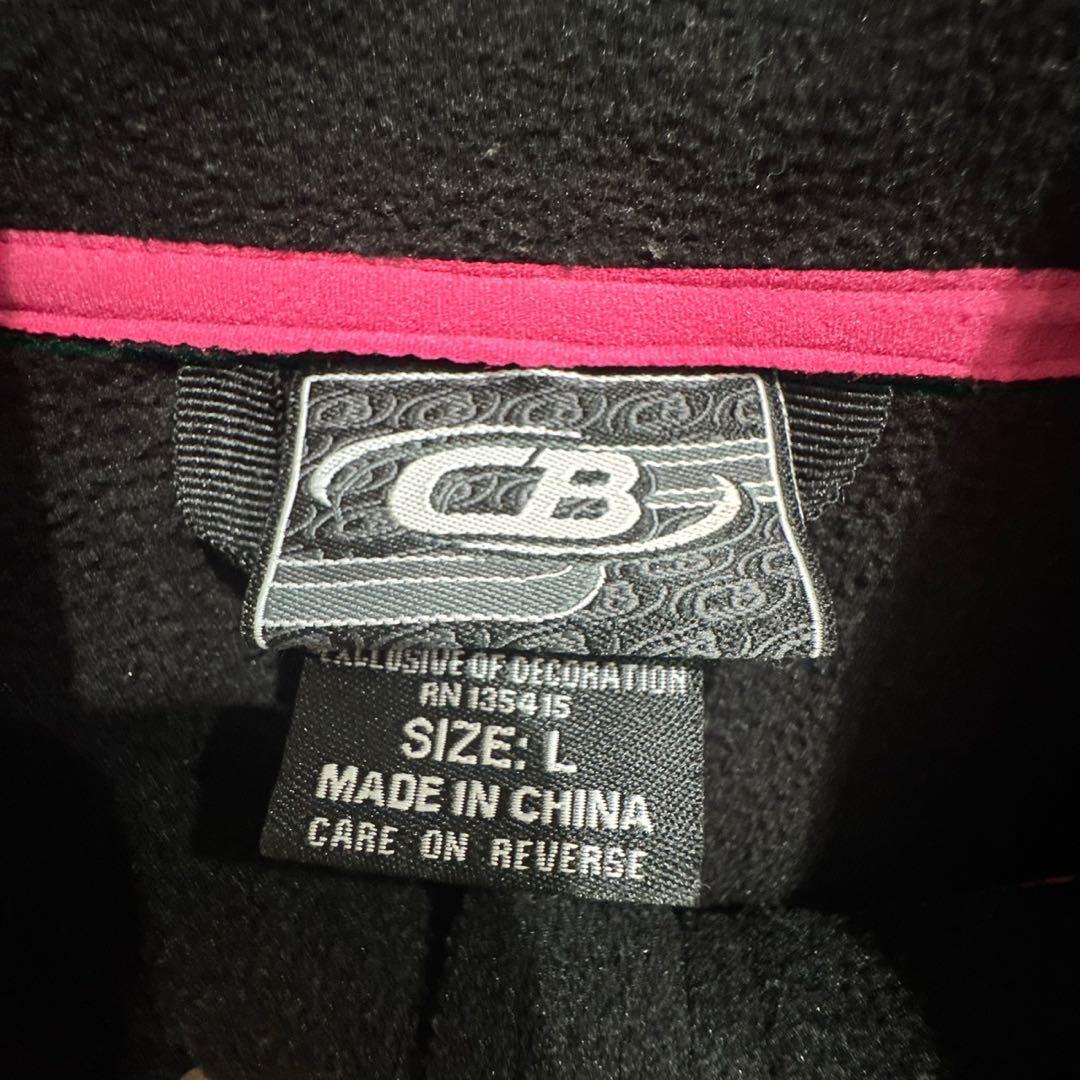 CB
EXCLUSIVE OF DECORATION
RN 135415
SIZE: L
MADE IN CHINA
CARE ON REVERSE